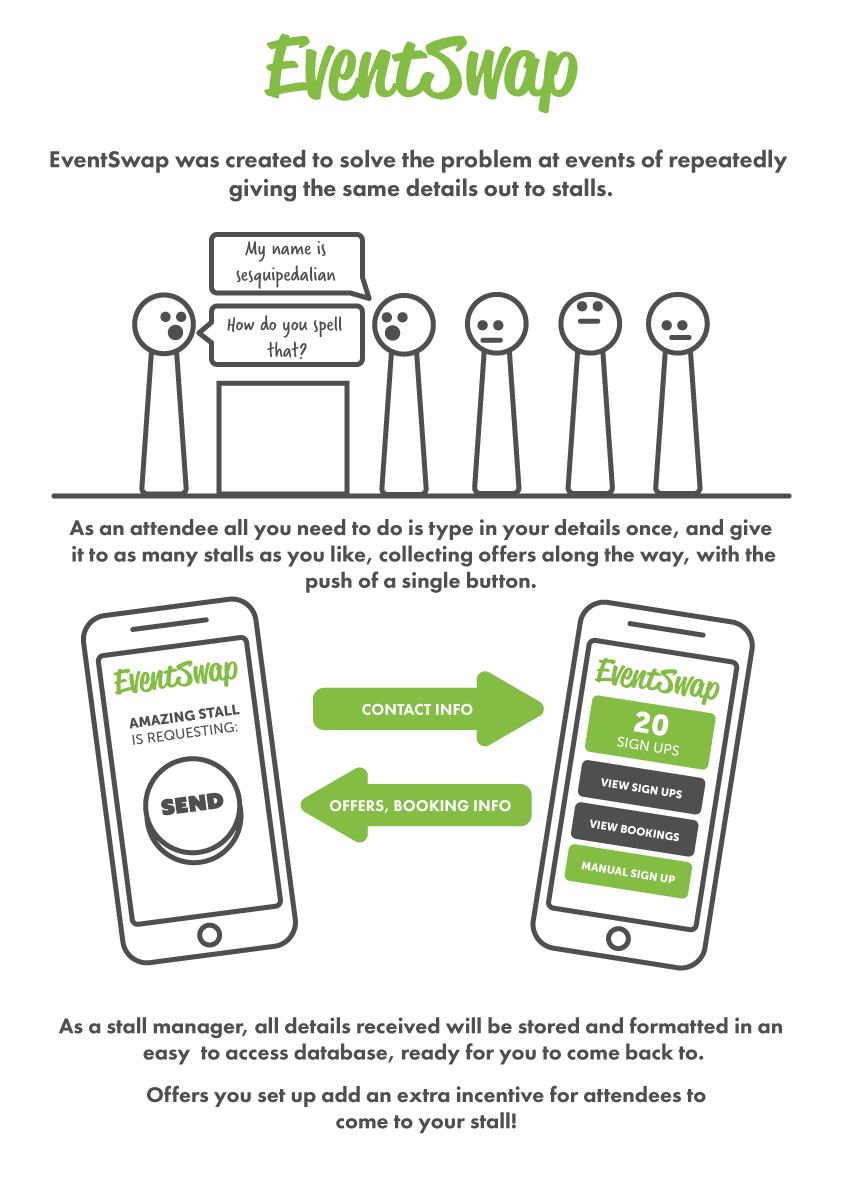 EventSwap
EventSwap was created to solve the problem at events of repeatedly
giving the same details out to stalls.
My name is
sesquipedalian
How do you spell
that?
As an attendee all you need to do is type in your details once, and give
it to as many stalls as you like, collecting offers along the way, with the
push of a single button.
EventSwap
AMAZING STALL
IS REQUESTING:
SEND
CONTACT INFO
OFFERS, BOOKING INFO
EventSwap
20
SIGN UPS
VIEW SIGN UPS
VIEW BOOKINGS
MANUAL SIGN UP
As a stall manager, all details received will be stored and formatted in an
easy  to access database, ready for you to come back to.
Offers you set up add an extra incentive for attendees to
come to your stall!